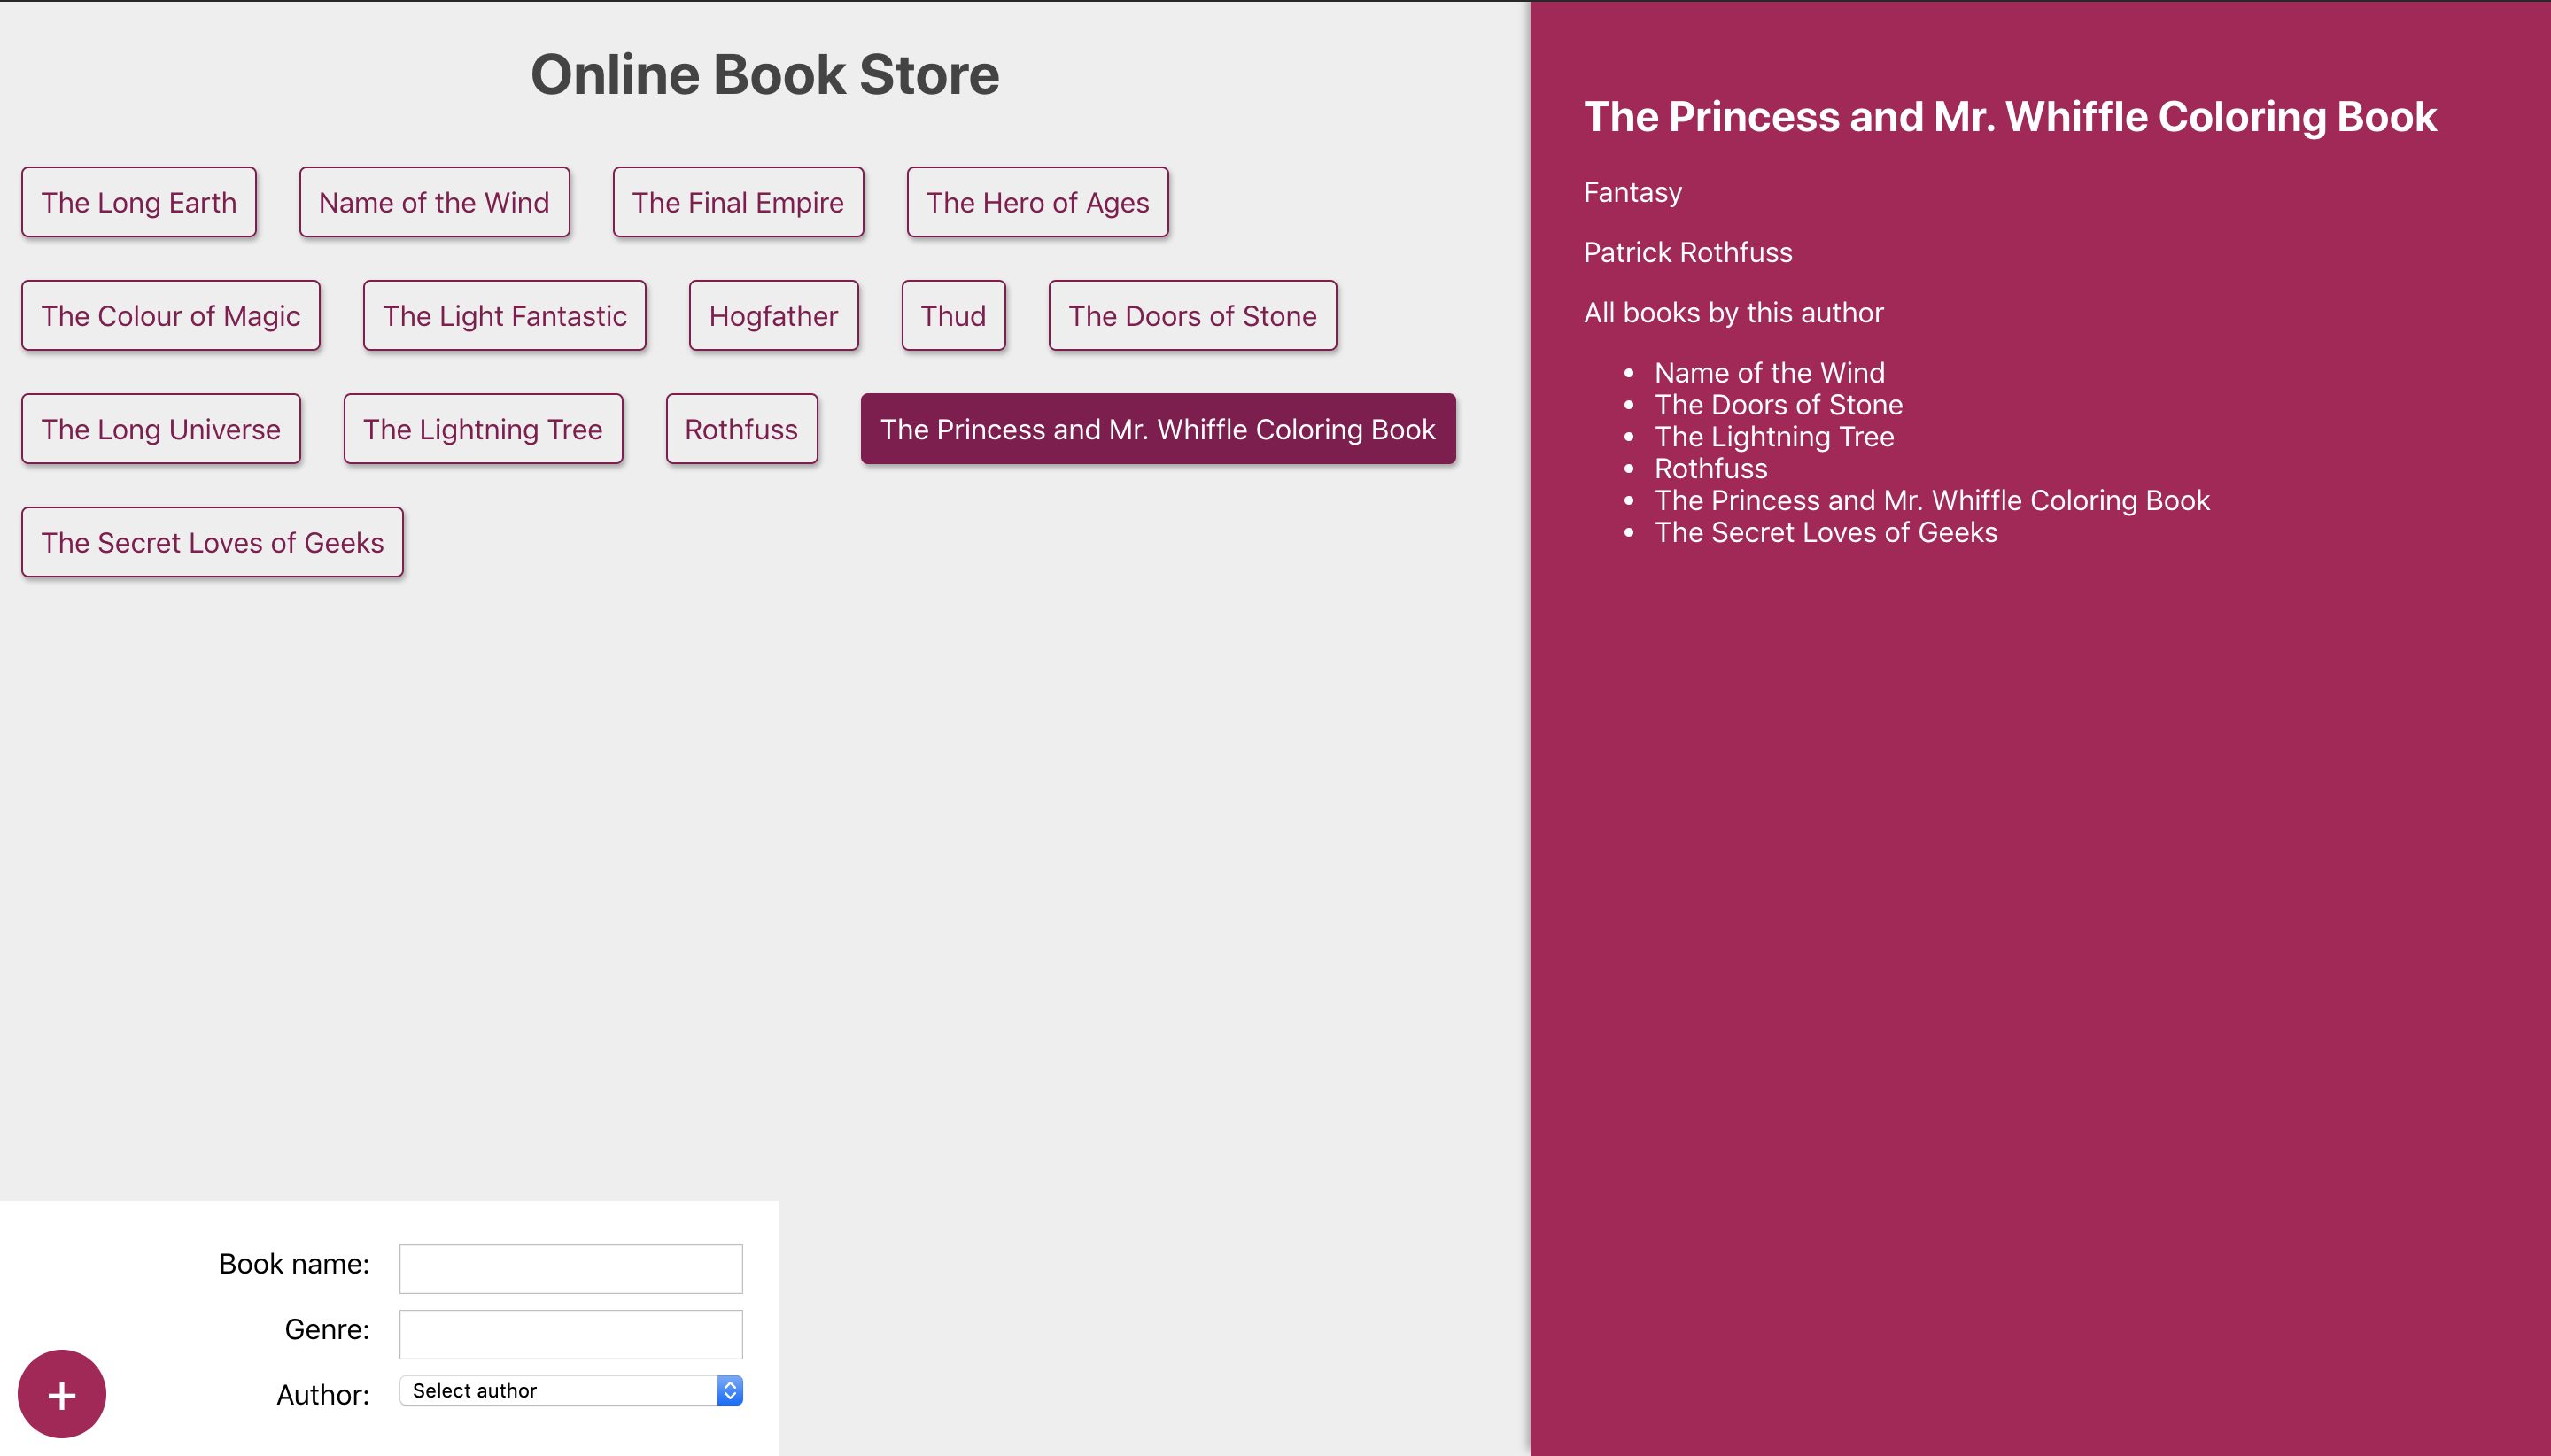 Online Book Store
The Long Earth Name of the Wind The Final Empire The Hero of Ages
The Colour of Magic The Light Fantastic Hogfather Thud The Doors of Stone
The Long Universe The Lightning Tree Rothfuss The Princess and Mr. Whiffle Coloring Book
The Secret Loves of Geeks
Book name:
Genre:
Author: Select author
+
The Princess and Mr. Whiffle Coloring Book
Fantasy
Patrick Rothfuss
All books by this author
• Name of the Wind
• The Doors of Stone
• The Lightning Tree
• Rothfuss
• The Princess and Mr. Whiffle Coloring Book
• The Secret Loves of Geeks